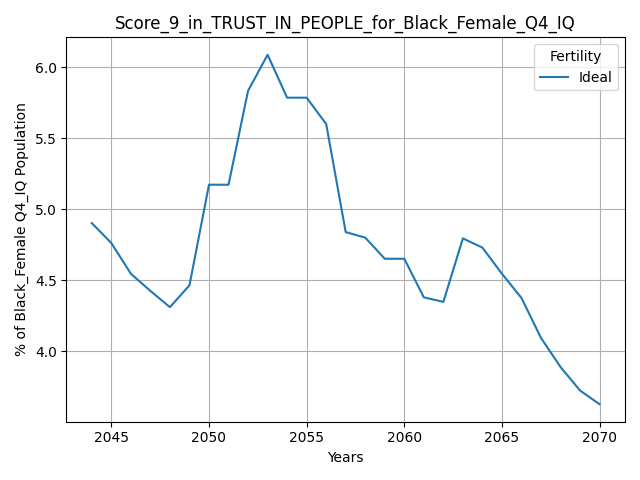 Score_9_in_TRUST_IN_PEOPLE_for_Black_Female_Q4_IQ
Fertility
Ideal
% of Black_Female Q4_IQ Population
6.0
5.5
5.0
4.5
4.0
2045 2050 2055 2060 2065 2070
Years